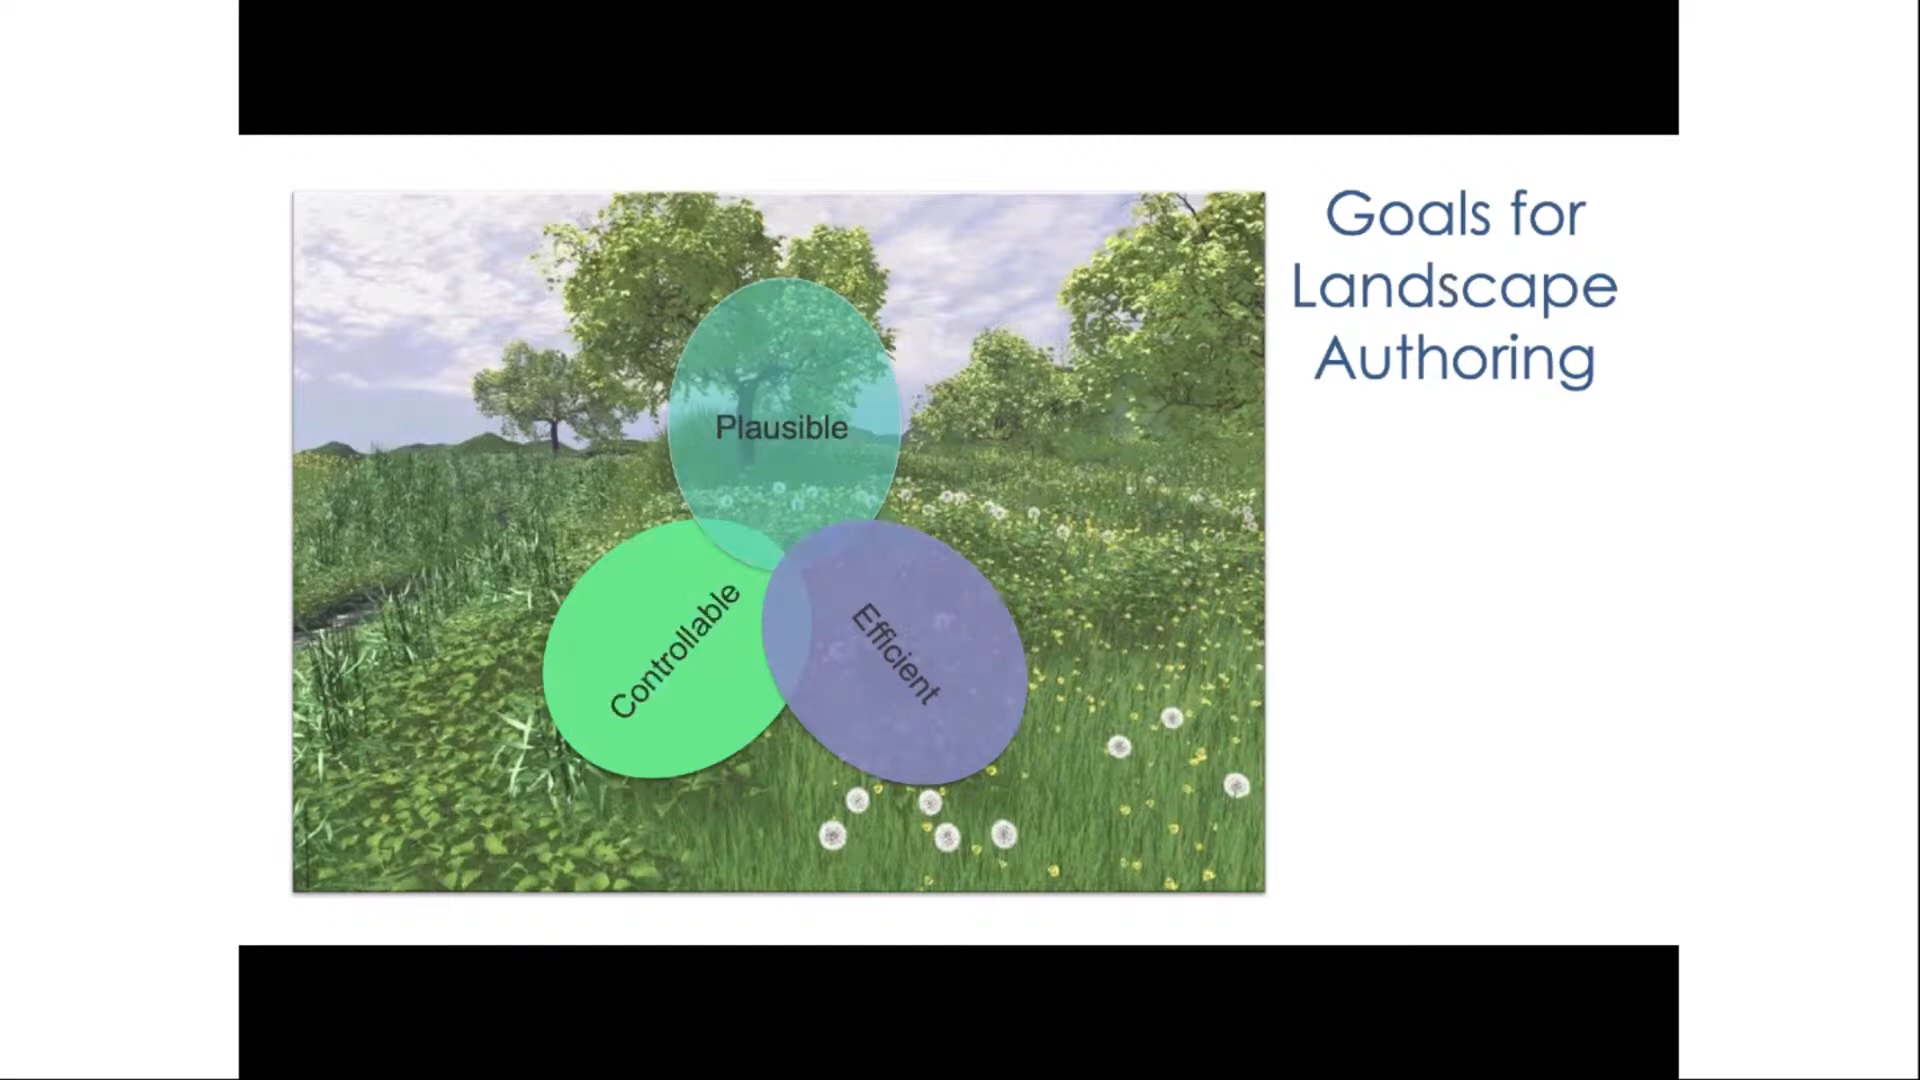 Goals for
Landscape
Authoring
Plausible
Controllable
Efficient